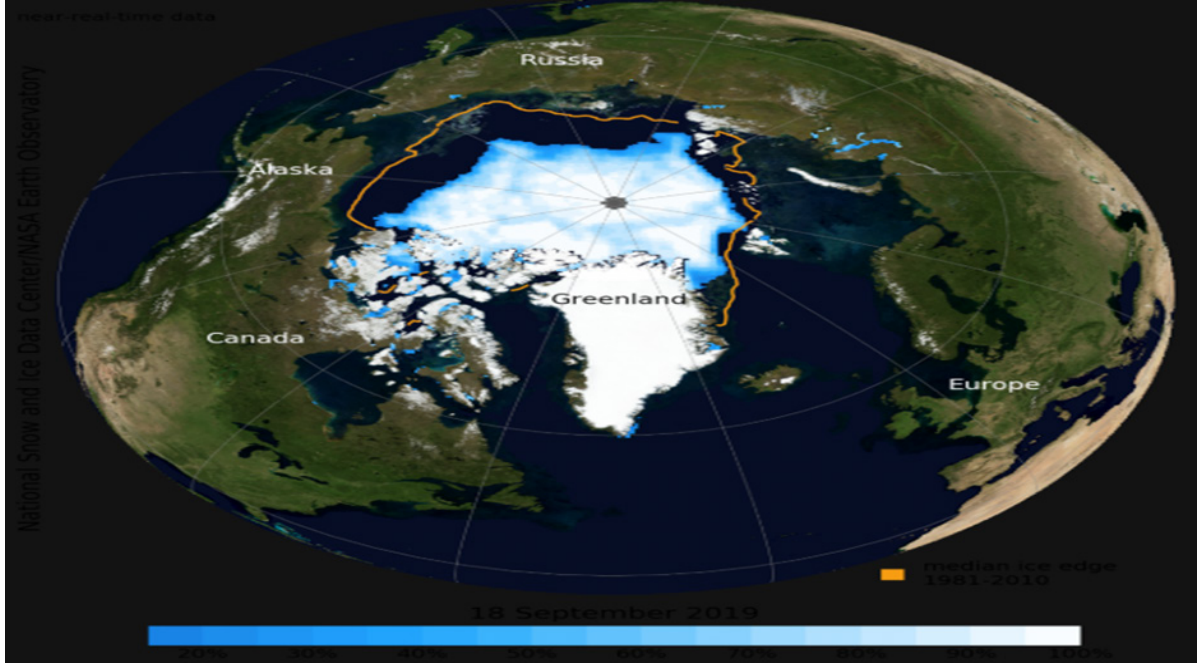 near-real-time data
National Snow and Ice Data Center/NASA Earth Observatory
Russia
Alaska
Greenland
Canada
Europe
median ice edge
1981-2010
18 September 2019
20% 30% 40% 50% 60% 70% 80% 90% 100%